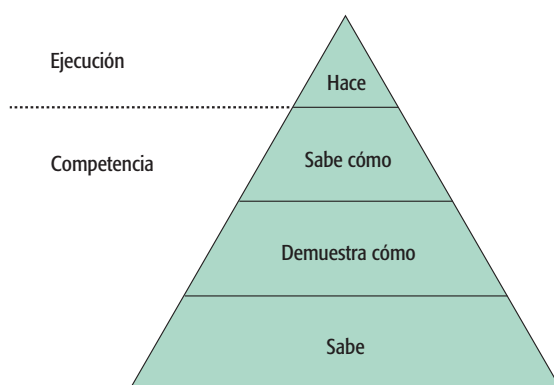 Ejecución
Hace
Competencia
Sabe cómo
Demuestra cómo
Sabe